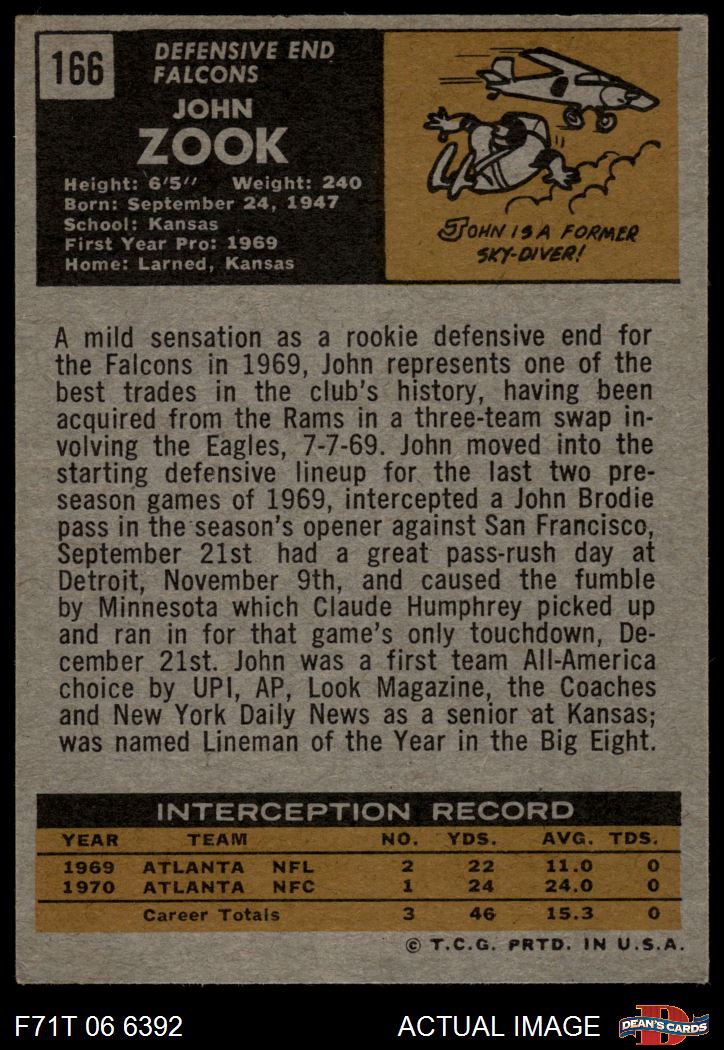 166
DEFENSIVE END
FALCONS
JOHN
ZOOK
Height: 6'5" Weight: 240
Born: September 24, 1947
School: Kansas
First Year Pro: 1969
Home: Larned, Kansas
JOHN IS A FORMER
SKY-DIVER!
A mild sensation as a rookie defensive end for
the Falcons in 1969, John represents one of the
best trades in the club's history, having been
acquired from the Rams in a three-team swap in-
volving the Eagles, 7-7-69. John moved into the
starting defensive lineup for the last two pre-
season games of 1969, intercepted a John Brodie
pass in the season's opener against San Francisco,
September 21st had a great pass-rush day at
Detroit, November 9th, and caused the fumble
by Minnesota which Claude Humphrey picked up
and ran in for that game's only touchdown, De-
cember 21st. John was a first team All-America
choice by UPI, AP, Look Magazine, the Coaches
and New York Daily News as a senior at Kansas;
was named Lineman of the Year in the Big Eight.
INTERCEPTION RECORD
YEAR TEAM NO. YDS. AVG. TDS.
1969 ATLANTA NFL 2 22 11.0 0
1970 ATLANTA NFC 1 24 24.0 0
Career Totals 3 46 15.3 0
© T.C.G. PRTD. IN U.S.A.
F71T 06 6392 ACTUAL IMAGE
D
DEAN'S CARDS